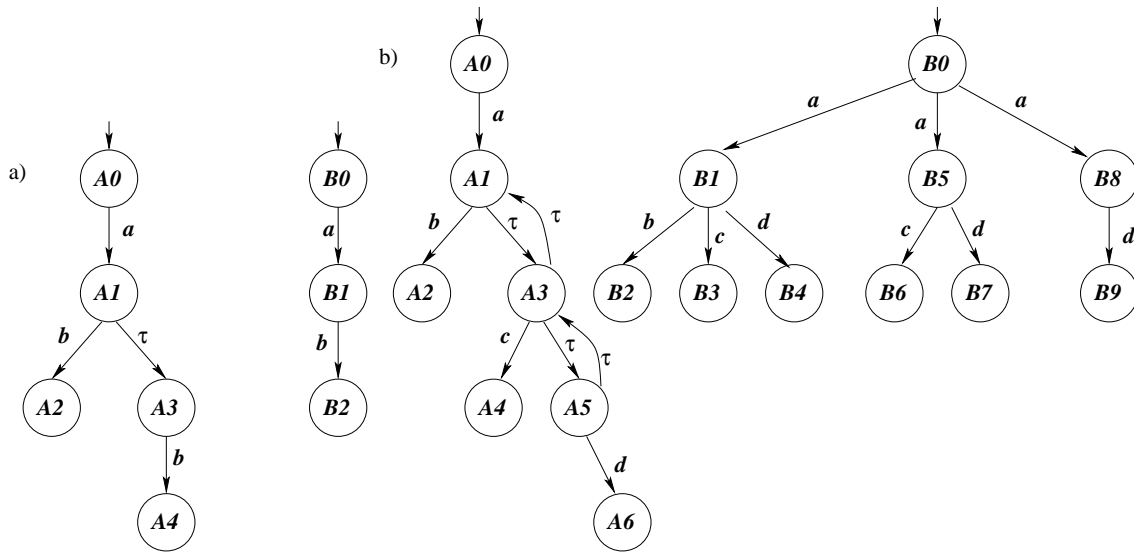 a)
A0
a
A1
b τ
A2 A3
b
A4
B0
a
B1
b
B2
b)
A0
a
A1
b τ τ
A2 A3
c τ τ
A4 A5
d
A6
B0
a a a
B1 B5 B8
b c d c d d
B2 B3 B4 B6 B7 B9